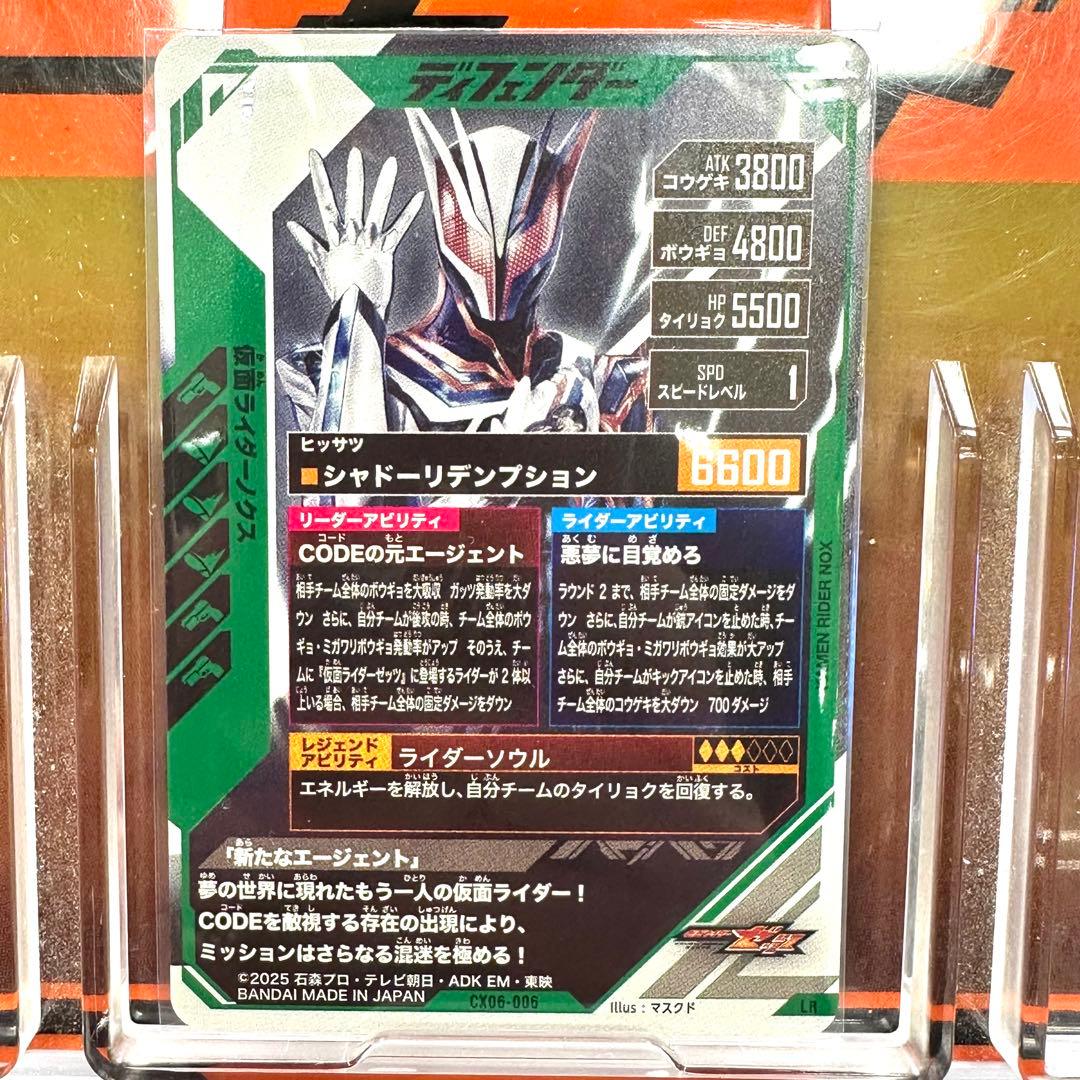 ディフェンダー
ATK
コウゲキ 3800
DEF
ボウギョ 4800
HP
タイリョク 5500
SPD
スピードレベル 1
仮面ライダーノクス
ヒッサツ
シャドーリデンプション 6600
リーダーアビリティ
CODEの元エージェント
相手チーム全体のボウギョを大吸収 ガッツ発動率を大ダ
ウン さらに、自分チームが後攻の時、チーム全体のボウ
ギョ・ミガワリボウギョ発動率がアップ そのうえ、チー
ムに『仮面ライダーゼッツ』に登場するライダーが2体以
上いる場合、相手チーム全体の固定ダメージをダウン
ライダーアビリティ
悪夢に目覚めろ
ラウンド2まで、相手チーム全体の固定ダメージをダ
ウン さらに、自分チームが銃アイコンを止めた時、チー
ム全体のボウギョ・ミガワリボウギョ効果が大アップ
さらに、自分チームがキックアイコンを止めた時、相手
チーム全体のコウゲキを大ダウン 700ダメージ
MEN RIDER NOX
レジェンド
アビリティ
ライダーソウル
コスト
エネルギーを解放し、自分チームのタイリョクを回復する。
「新たなエージェント」
夢の世界に現れたもう一人の仮面ライダー!
CODEを敵視する存在の出現により、
ミッションはさらなる混迷を極める!
©2025 石森プロ・テレビ朝日・ADK EM・東映
BANDAI MADE IN JAPAN
CX06-006
Illus:マスクド
LR